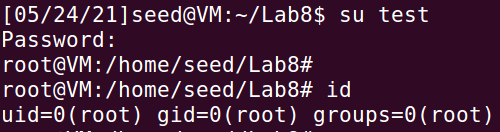 [05/24/21]seed@VM:~/Lab8$ su test
Password:
root@VM:/home/seed/Lab8#
root@VM:/home/seed/Lab8# id
uid=0(root) gid=0(root) groups=0(root)